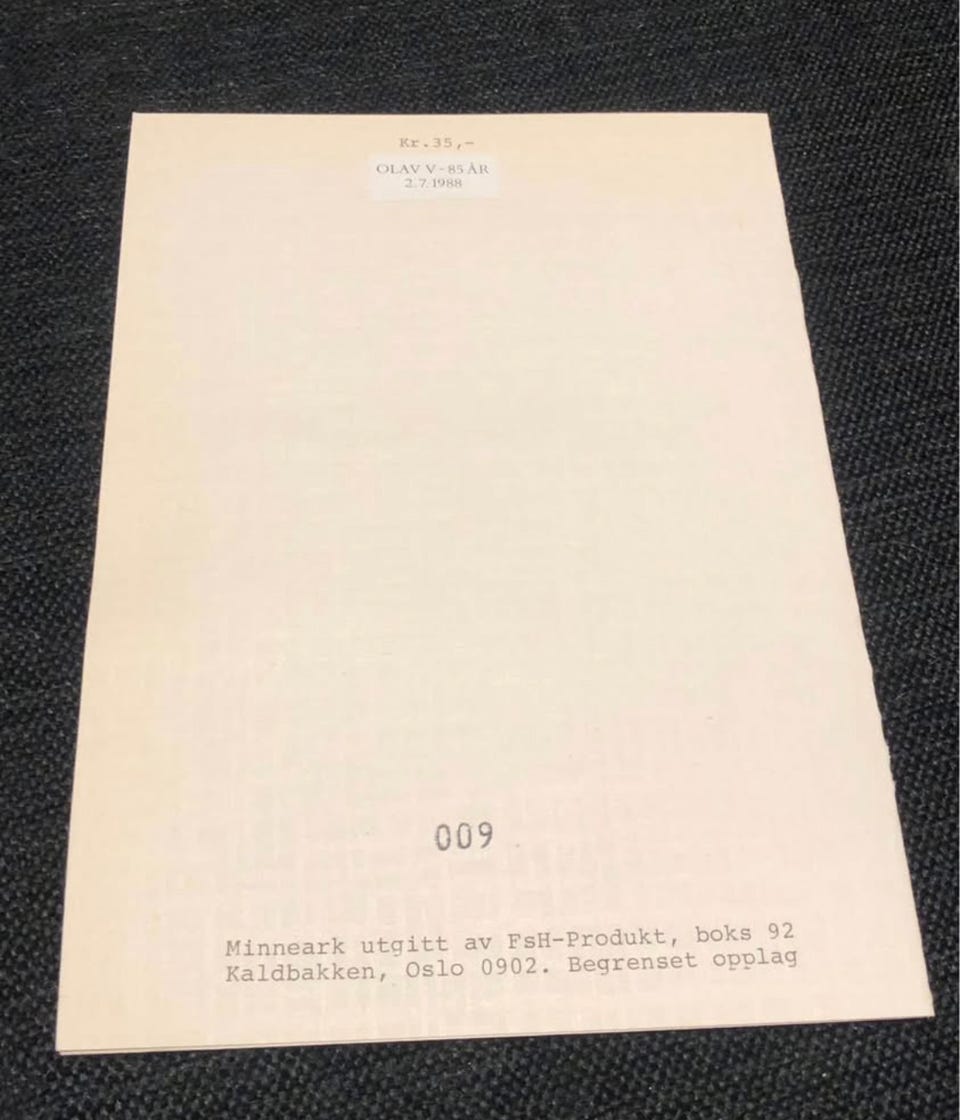 Kr.35,-
OLAV V - 85 ÅR
2.7.1988
009
Minneark utgitt av FsH-Produkt, boks 92
Kaldbakken, Oslo 0902. Begrenset opplag